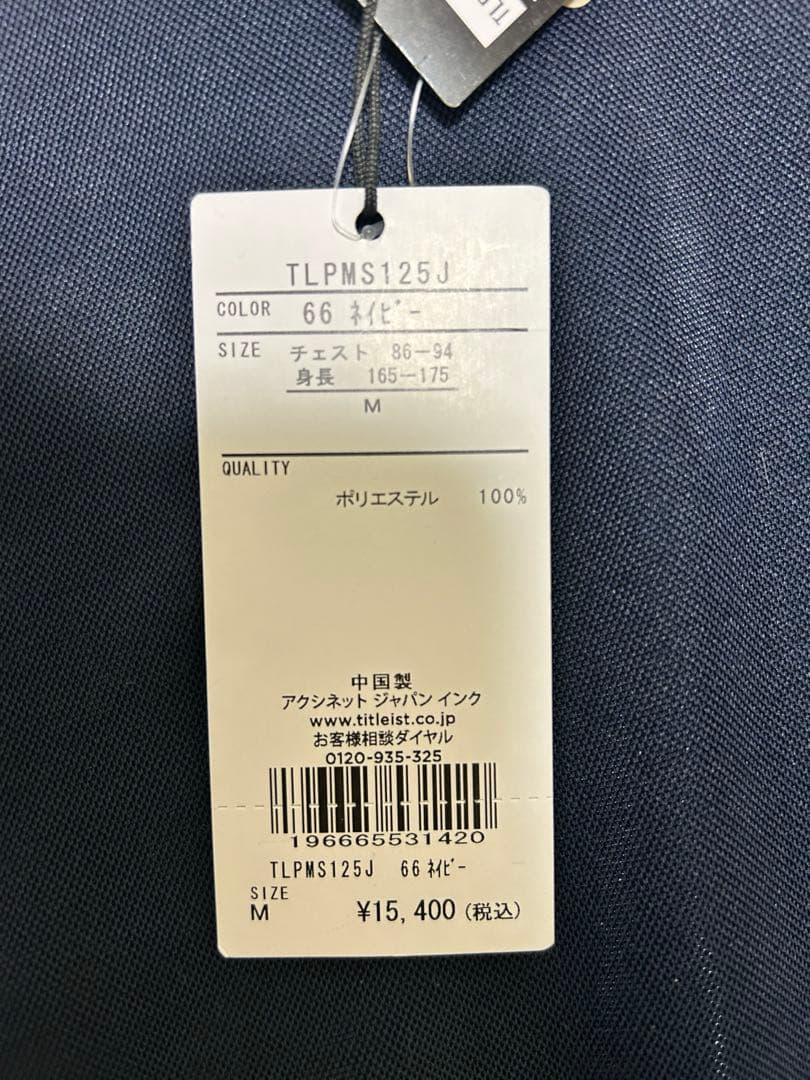 TL
TLPMS125J
COLOR 66 ﾈｲﾋﾞｰ
SIZE チェスト 86−94
身長 165−175
M
QUALITY
ポリエステル 100%
中国製
アクシネット ジャパン インク
www.titleist.co.jp
お客様相談ダイヤル
0120-935-325
196665531420
TLPMS125J 66 ﾈｲﾋﾞｰ
SIZE
M ¥15,400 (税込)